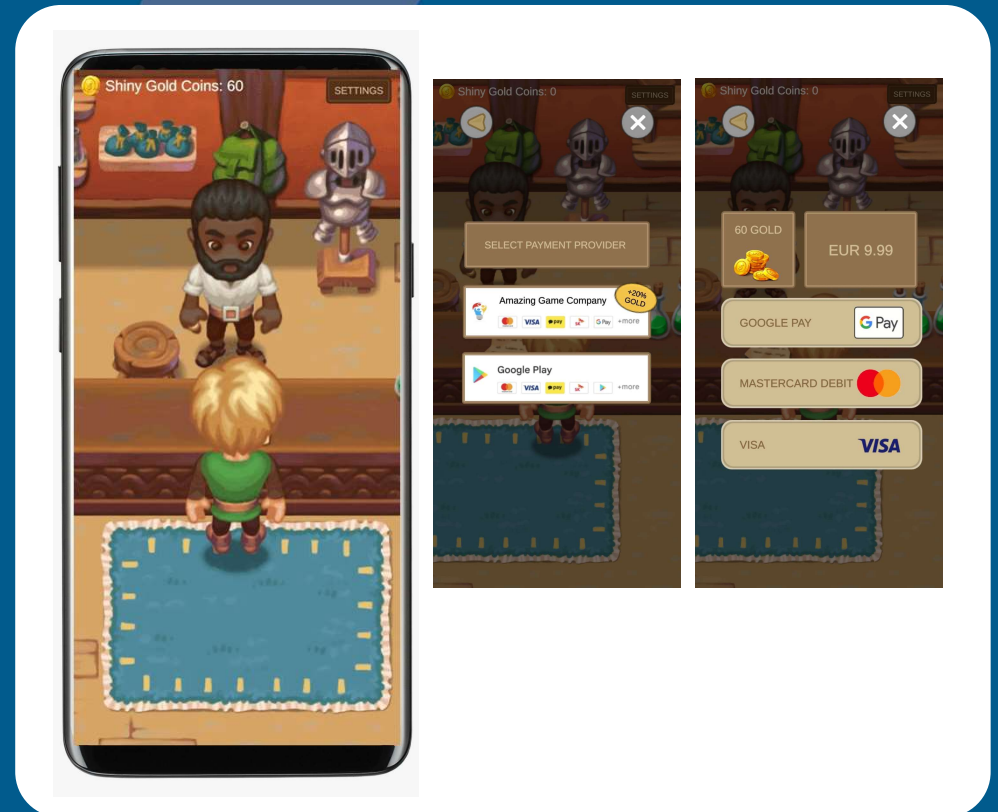 Shiny Gold Coins: 60
SETTINGS
Shiny Gold Coins: 0
SETTINGS
SELECT PAYMENT PROVIDER
Amazing Game Company
+20%
GOLD
VISA
pay
G Pay
+more
Google Play
VISA
pay
+more
Shiny Gold Coins: 0
SETTINGS
60 GOLD
EUR 9.99
GOOGLE PAY
G Pay
MASTERCARD DEBIT
VISA
VISA